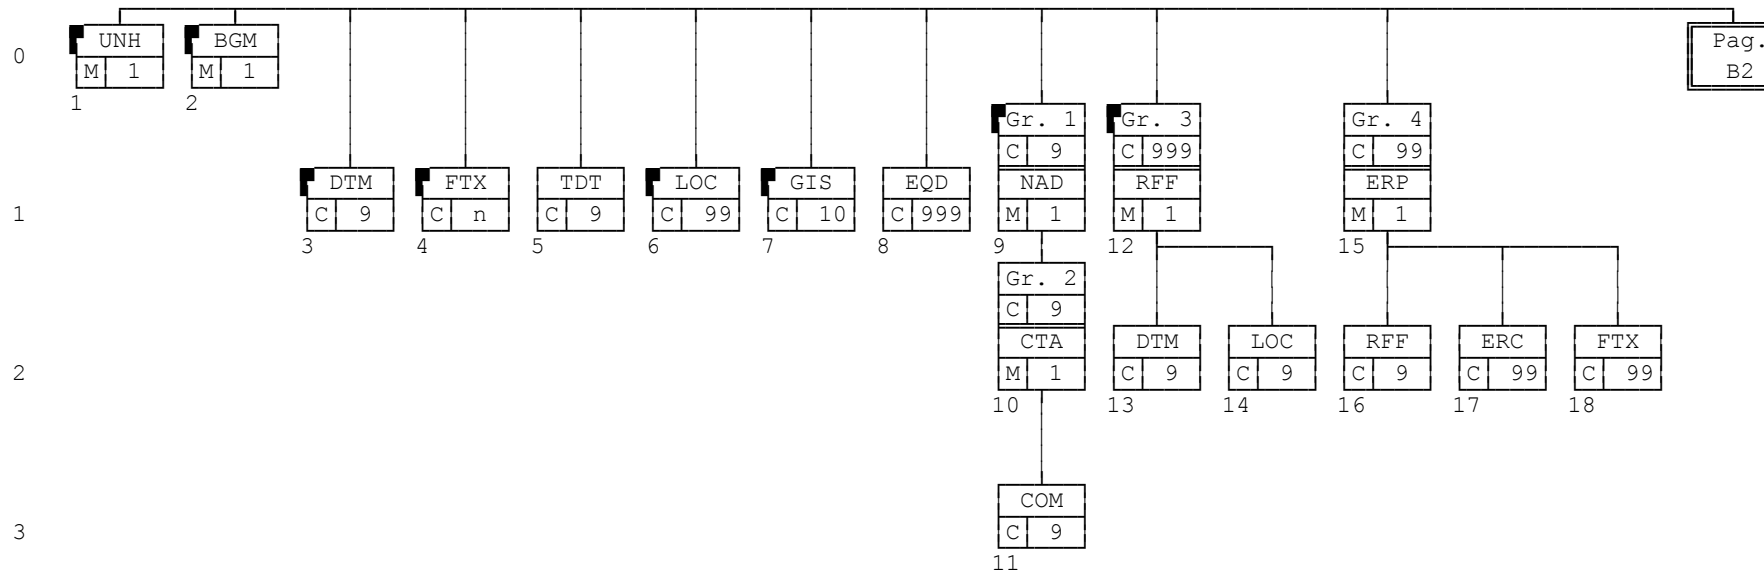 UNH BGM Pag.
0
M 1 M 1 B2
1 2
Gr. 1 Gr. 3 Gr. 4
C 9 C 999 C 99
DTM FTX TDT LOC GIS EQD NAD RFF ERP
1
C 9 C n C 9 C 99 C 10 C 999 M 1 M 1 M 1
3 4 5 6 7 8 9 12 15
Gr. 2
C 9
CTA DTM LOC RFF ERC FTX
2
M 1 C 9 C 9 C 9 C 99 C 99
10 13 14 16 17 18
COM
3
C 9
11